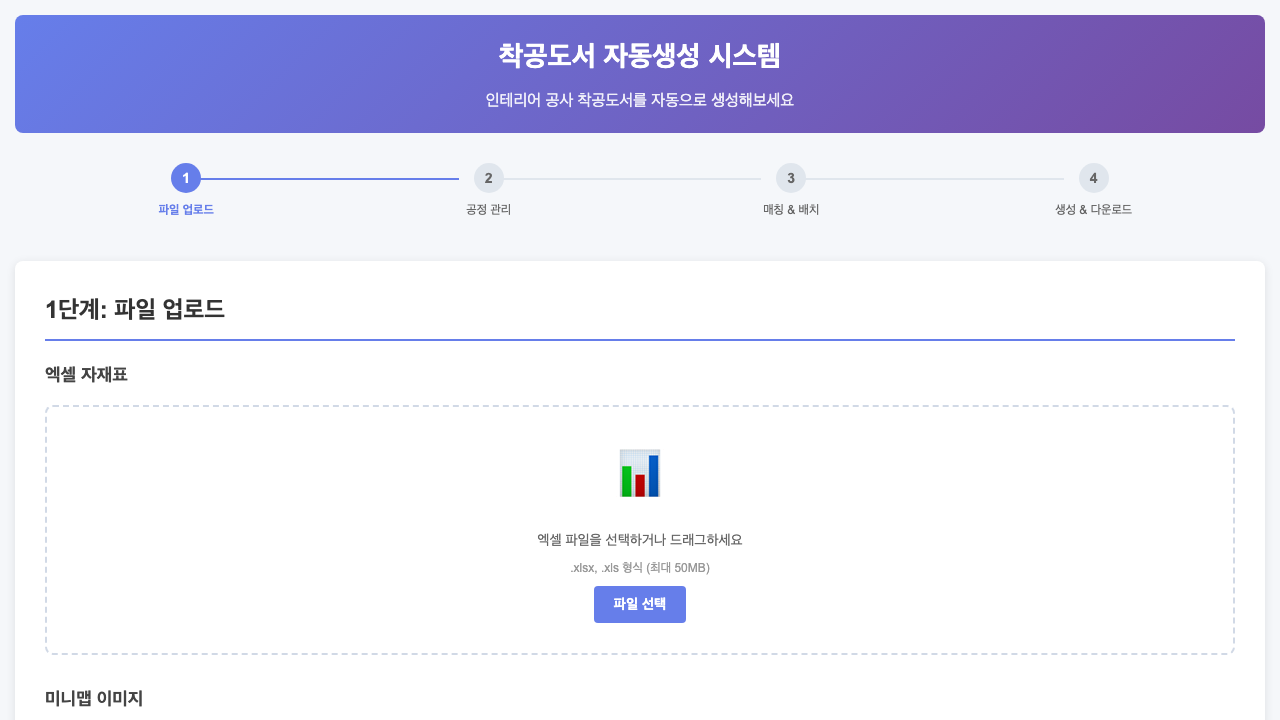 착공도서 자동생성 시스템
인테리어 공사 착공도서를 자동으로 생성해보세요
1
2
3
4
파일 업로드
공정 관리
매칭 & 배치
생성 & 다운로드
1단계: 파일 업로드
엑셀 자재표
엑셀 파일을 선택하거나 드래그하세요
.xlsx, .xls 형식 (최대 50MB)
파일 선택
미니맵 이미지